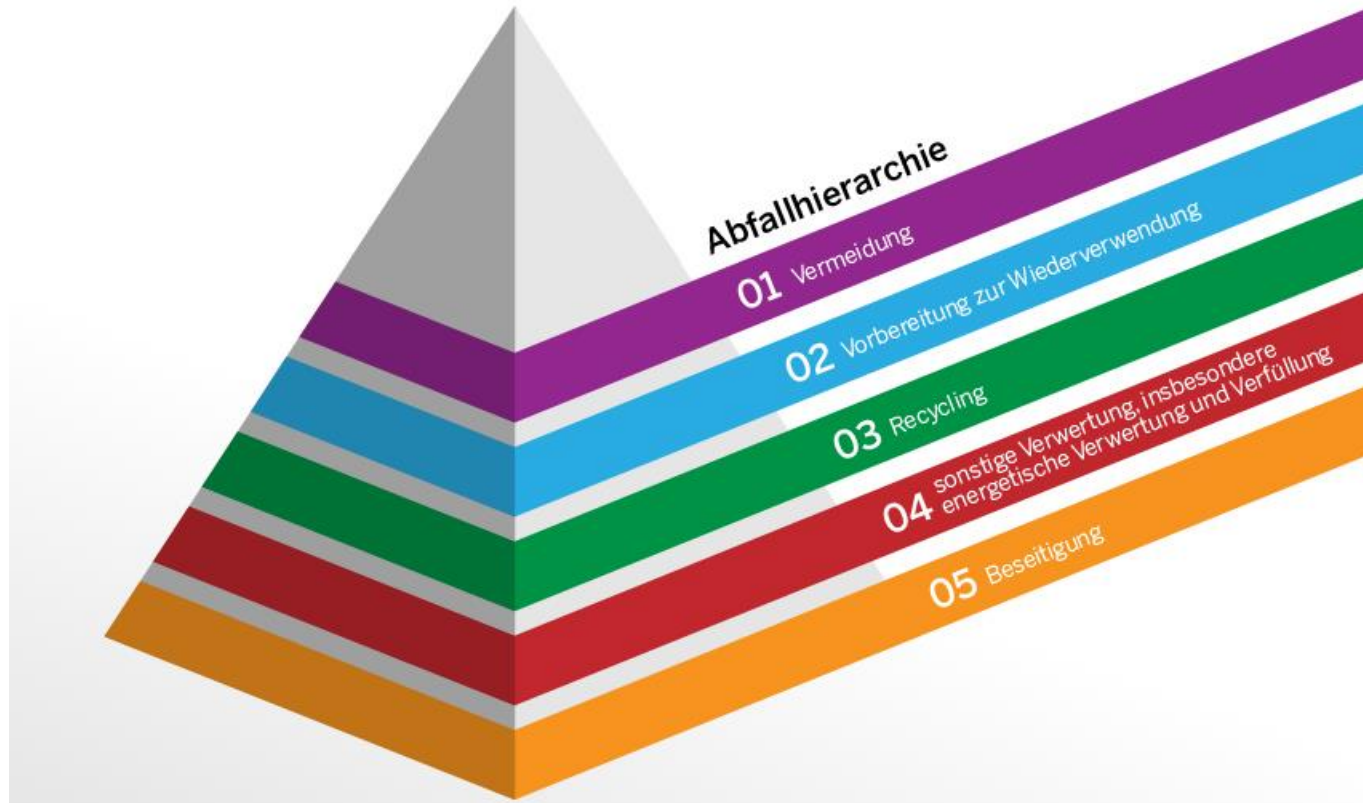 Abfallhierarchie
01 Vermeidung
02 Vorbereitung zur Wiederverwendung
03 Recycling
04 sonstige Verwertung, insbesondere
energetische Verwertung und Verfüllung
05 Beseitigung